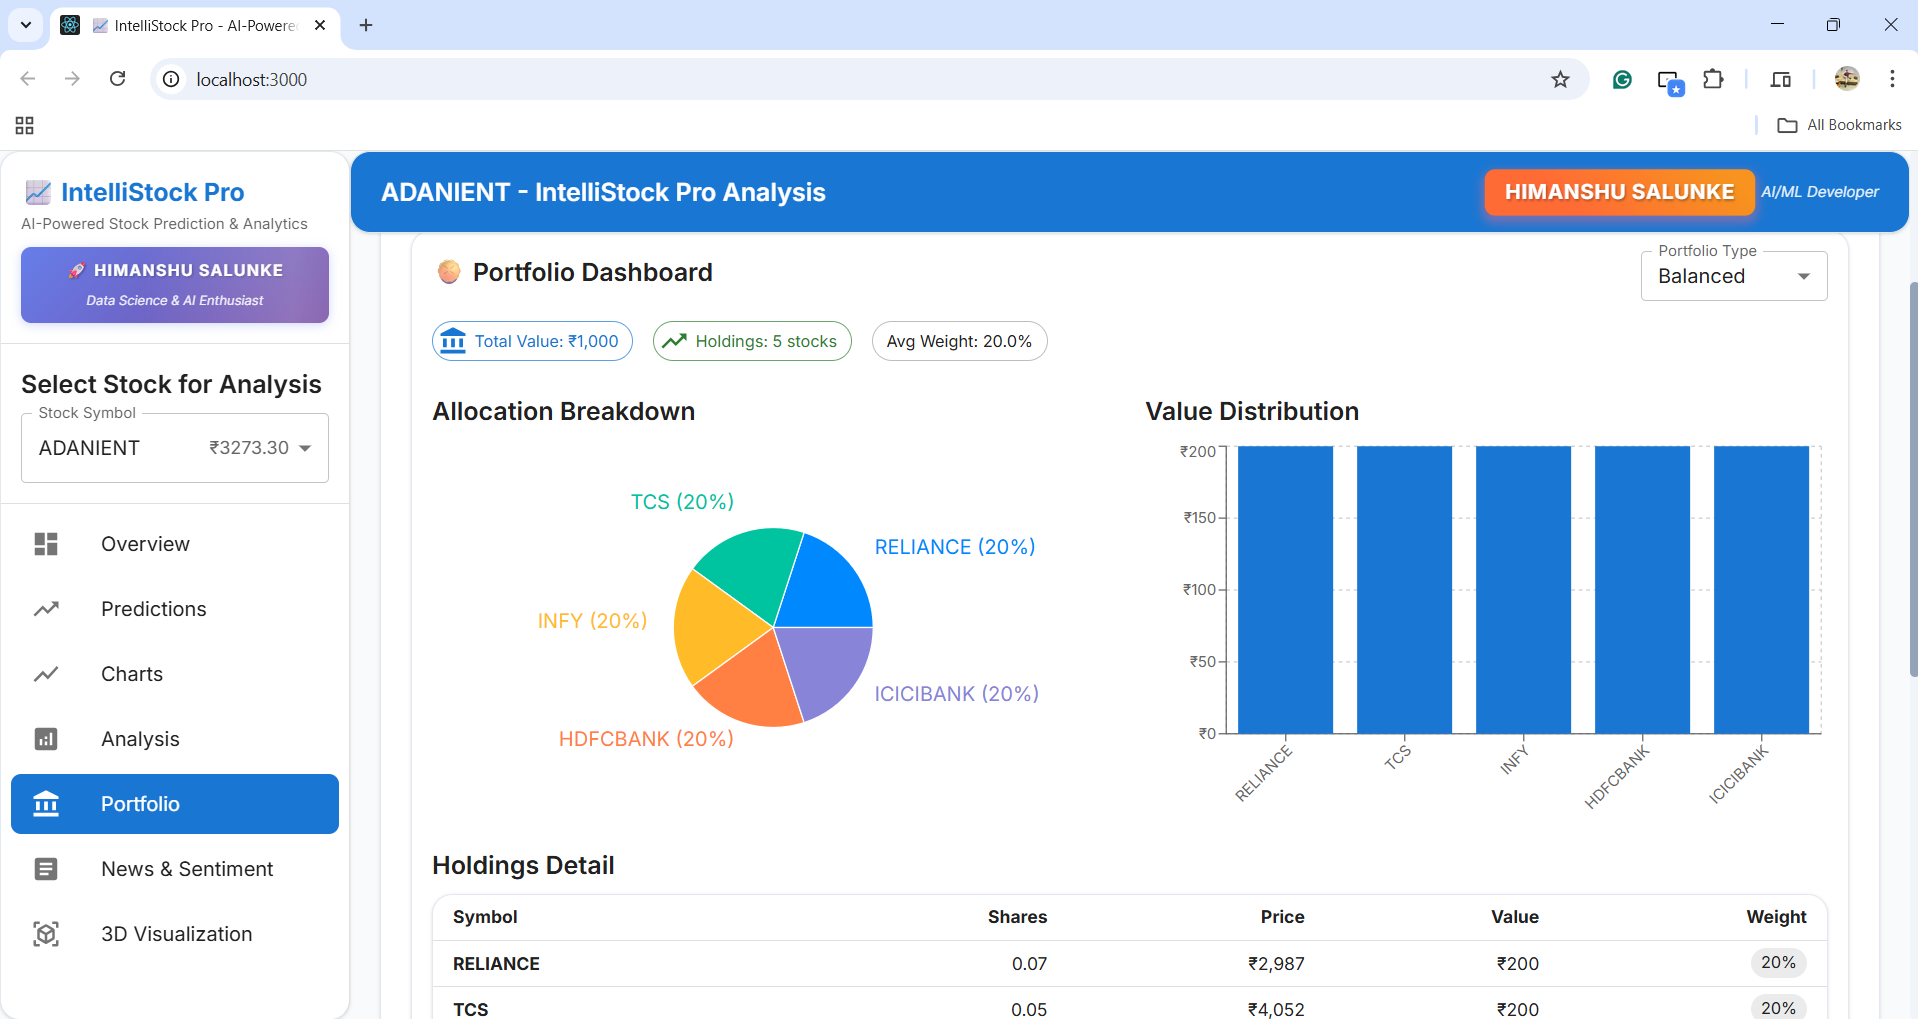 IntelliStock Pro - AI-Powere
localhost:3000
All Bookmarks
IntelliStock Pro
AI-Powered Stock Prediction & Analytics
HIMANSHU SALUNKE
Data Science & AI Enthusiast
Select Stock for Analysis
Stock Symbol
ADANIENT ₹3273.30
Overview
Predictions
Charts
Analysis
Portfolio
News & Sentiment
3D Visualization
ADANIENT - IntelliStock Pro Analysis
HIMANSHU SALUNKE AI/ML Developer
Portfolio Dashboard
Portfolio Type
Balanced
Total Value: ₹1,000 Holdings: 5 stocks Avg Weight: 20.0%
Allocation Breakdown
TCS (20%)
RELIANCE (20%)
INFY (20%)
ICICIBANK (20%)
HDFCBANK (20%)
Value Distribution
₹200
₹150
₹100
₹50
₹0
RELIANCE TCS INFY HDFCBANK ICICIBANK
Holdings Detail
Symbol Shares Price Value Weight
RELIANCE 0.07 ₹2,987 ₹200 20%
TCS 0.05 ₹4,052 ₹200 20%